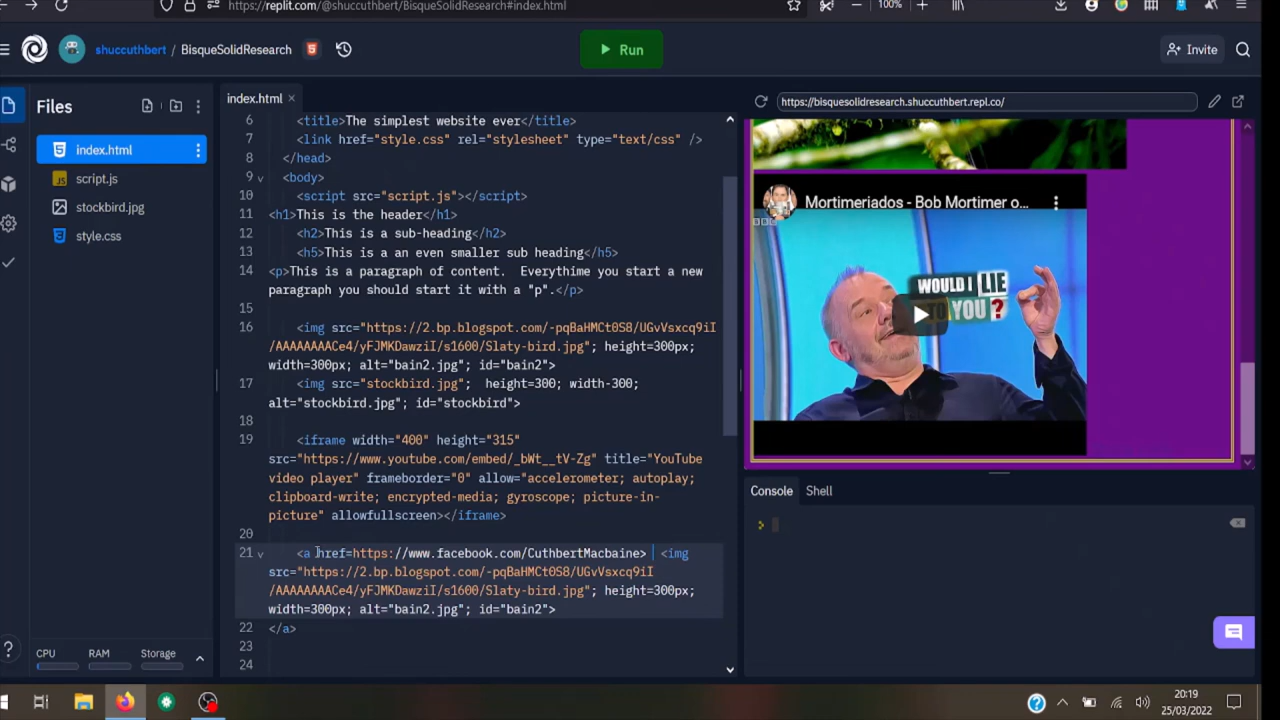 https://replit.com/@shuccuthbert/BisqueSolidResearch#index.html
100%
shuccuthbert / BisqueSolidResearch
Run
Invite
Files
index.html
script.js
stockbird.jpg
style.css
CPU
RAM
Storage
index.html
6 <title>The simplest website ever</title>
7 <link href="style.css" rel="stylesheet" type="text/css" />
8 </head>
9 <body>
10 <script src="script.js"></script>
11 <h1>This is the header</h1>
12 <h2>This is a sub-heading</h2>
13 <h5>This is a an even smaller sub heading</h5>
14 <p>This is a paragraph of content.  Everythime you start a new
paragraph you should start it with a "p".</p>
15
16 <img src="https://2.bp.blogspot.com/-pqBaHMCt0S8/UGvVsxcq9iI
/AAAAAAAACe4/yFJMKDawziI/s1600/Slaty-bird.jpg"; height=300px;
width=300px; alt="bain2.jpg"; id="bain2">
17 <img src="stockbird.jpg";  height=300; width-300;
alt="stockbird.jpg"; id="stockbird">
18
19 <iframe width="400" height="315"
src="https://www.youtube.com/embed/_bWt__tV-Zg" title="YouTube
video player" frameborder="0" allow="accelerometer; autoplay;
clipboard-write; encrypted-media; gyroscope; picture-in-
picture" allowfullscreen></iframe>
20
21 <a href=https://www.facebook.com/CuthbertMacbaine>  <img
src="https://2.bp.blogspot.com/-pqBaHMCt0S8/UGvVsxcq9iI
/AAAAAAAACe4/yFJMKDawziI/s1600/Slaty-bird.jpg"; height=300px;
width=300px; alt="bain2.jpg"; id="bain2">
22 </a>
23
24
https://bisquesolidresearch.shuccuthbert.repl.co/
Mortimeriados - Bob Mortimer o...
BBC
WOULD I LIE
TO YOU ?
Console
Shell
20:19
25/03/2022